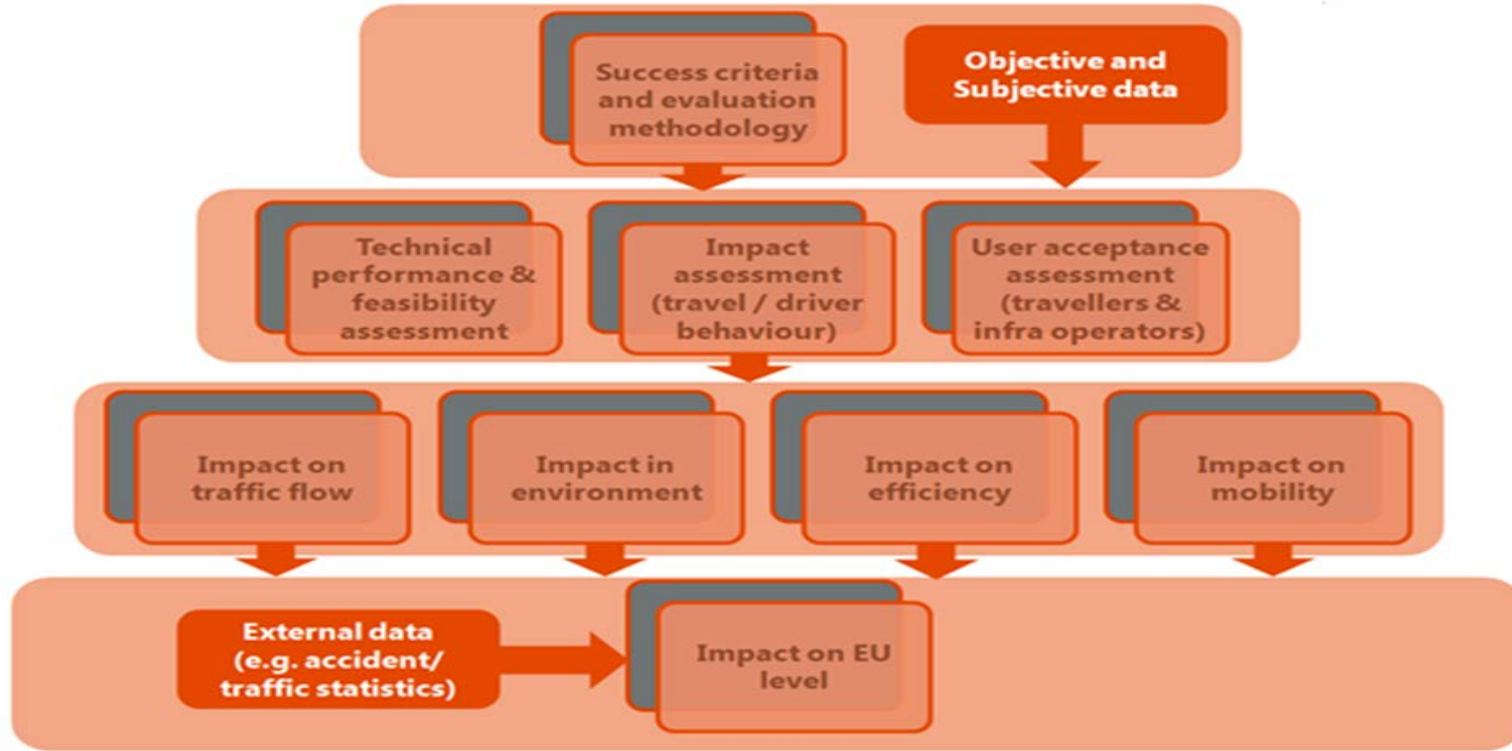 Success criteria
and evaluation
methodology
Objective and
Subjective data
Technical
performance &
feasibility
assessment
Impact
assessment
(travel / driver
behaviour)
User acceptance
assessment
(travellers &
infra operators)
Impact on
traffic flow
Impact in
environment
Impact on
efficiency
Impact on
mobility
External data
(e.g. accident/
traffic statistics)
Impact on EU
level